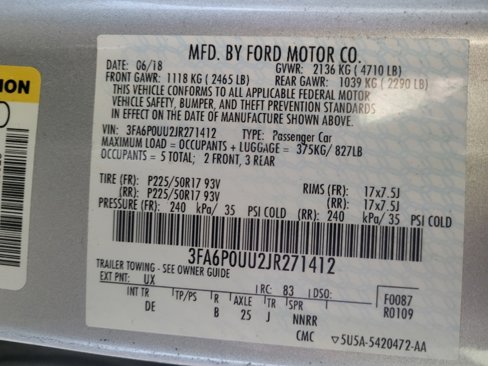 MFD. BY FORD MOTOR CO.
DATE: 06/18 GVWR: 2136 KG (4710 LB)
FRONT GAWR: 1118 KG (2465 LB) REAR GAWR: 1039 KG (2290 LB)
THIS VEHICLE CONFORMS TO ALL APPLICABLE FEDERAL MOTOR
VEHICLE SAFETY, BUMPER, AND THEFT PREVENTION STANDARDS
IN EFFECT ON THE DATE OF MANUFACTURE SHOWN ABOVE.
VIN: 3FA6P0UU2JR271412 TYPE: Passenger Car
MAXIMUM LOAD = OCCUPANTS + LUGGAGE = 375KG/ 827LB
OCCUPANTS = 5 TOTAL; 2 FRONT, 3 REAR
TIRE (FR): P225/50R17 93V RIMS (FR): 17x7.5J
(RR): P225/50R17 93V (RR): 17x7.5J
PRESSURE (FR): 240 kPa/ 35 PSI COLD (RR): 240 kPa/ 35 PSI COLD
3FA6P0UU2JR271412
TRAILER TOWING - SEE OWNER GUIDE
EXT PNT: UX RC: 83 DSO: F0087
INT TR TP/PS R AXLE TR SPR R0109
DE B 25 J NNRR
CMC 5U5A-5420472-AA